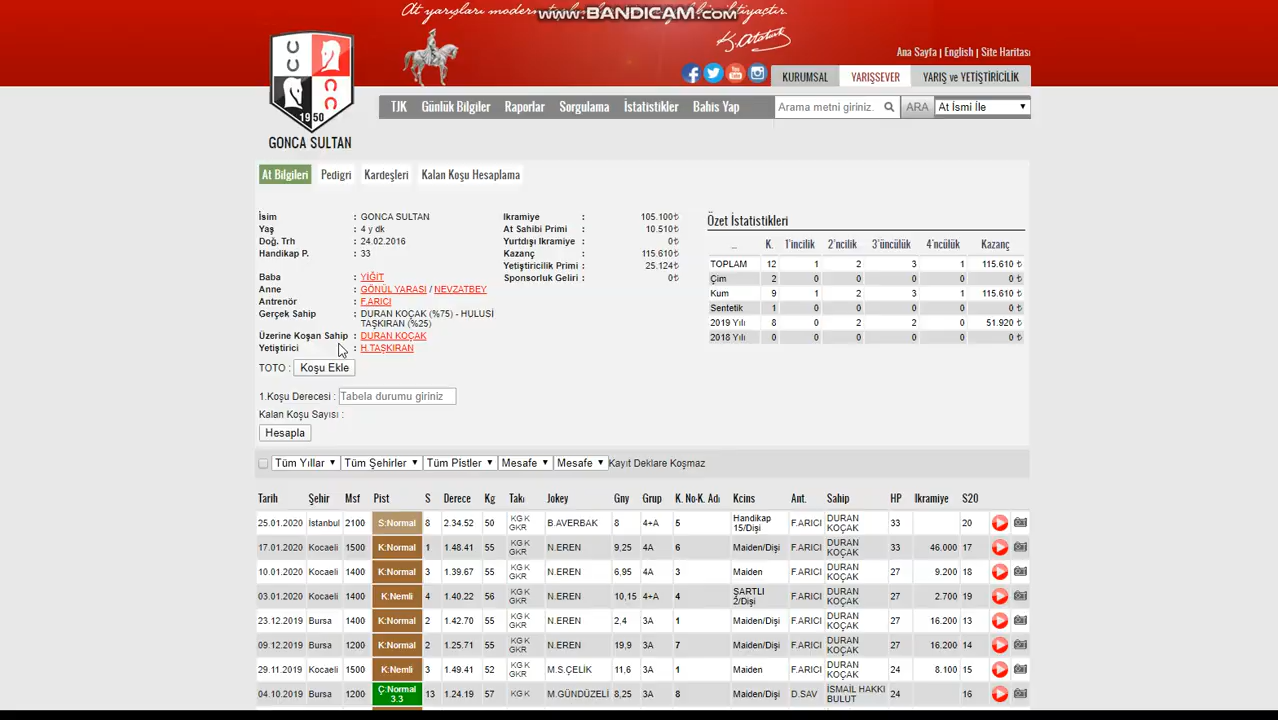 www.BANDICAM.com
K. Atatürk
Ana Sayfa | English | Site Haritası
KURUMSAL YARIŞSEVER YARIŞ ve YETİŞTİRİCİLİK
TJK Günlük Bilgiler Raporlar Sorgulama İstatistikler Bahis Yap Arama metni giriniz. ARA At İsmi İle
1950
GONCA SULTAN
At Bilgileri Pedigri Kardeşleri Kalan Koşu Hesaplama
İsim : GONCA SULTAN
Yaş : 4 y dk
Doğ. Trh : 24.02.2016
Handikap P. : 33
Baba : YİĞİT
Anne : GÖNÜL YARASI / NEVZATBEY
Antrenör : F.ARICI
Gerçek Sahip : DURAN KOÇAK (%75) - HULUSİ
TAŞKIRAN (%25)
Üzerine Koşan Sahip : DURAN KOÇAK
Yetiştirici : H.TAŞKIRAN
TOTO : Koşu Ekle
Ikramiye : 105.100₺
At Sahibi Primi : 10.510₺
Yurtdışı Ikramiye : 0₺
Kazanç : 115.610₺
Yetiştiricilik Primi : 25.124₺
Sponsorluk Geliri : 0₺
Özet İstatistikleri
... K. 1'incilik 2'ncilik 3'üncülük 4'ncülük Kazanç
TOPLAM 12 1 2 3 1 115.610 ₺
Çim 2 0 0 0 0 0 ₺
Kum 9 1 2 3 1 115.610 ₺
Sentetik 1 0 0 0 0 0 ₺
2019 Yılı 8 0 2 2 0 51.920 ₺
2018 Yılı 0 0 0 0 0 0 ₺
1.Koşu Derecesi : Tabela durumu giriniz
Kalan Koşu Sayısı :
Hesapla
Tüm Yıllar Tüm Şehirler Tüm Pistler Mesafe Mesafe Kayıt Deklare Koşmaz
Tarih Şehir Msf Pist S Derece Kg Takı Jokey Gny Grup K. No-K. Adı Kcins Ant. Sahip HP Ikramiye S20
25.01.2020 İstanbul 2100 S:Normal 8 2.34.52 50 KG K GKR B.AVERBAK 8 4+A 5 Handikap 15/Dişi F.ARICI DURAN KOÇAK 33 20
17.01.2020 Kocaeli 1500 K:Normal 1 1.48.41 55 KG K GKR N.EREN 9,25 4A 6 Maiden/Dişi F.ARICI DURAN KOÇAK 33 46.000 17
10.01.2020 Kocaeli 1400 K:Normal 3 1.39.67 55 KG K GKR N.EREN 6,95 4A 3 Maiden F.ARICI DURAN KOÇAK 27 9.200 18
03.01.2020 Kocaeli 1400 K:Nemli 4 1.40.22 56 KG K GKR N.EREN 10,15 4+A 4 ŞARTLI 2/Dişi F.ARICI DURAN KOÇAK 27 2.700 19
23.12.2019 Bursa 1400 K:Normal 2 1.42.70 55 KG K GKR N.EREN 2,4 3A 1 Maiden/Dişi F.ARICI DURAN KOÇAK 27 16.200 13
09.12.2019 Bursa 1200 K:Normal 2 1.25.71 55 KG K GKR N.EREN 19,9 3A 7 Maiden/Dişi F.ARICI DURAN KOÇAK 27 16.200 14
29.11.2019 Kocaeli 1500 K:Nemli 3 1.49.41 52 KG K GKR M.S.ÇELİK 11,6 3A 1 Maiden F.ARICI DURAN KOÇAK 24 8.100 15
04.10.2019 Bursa 1200 Ç:Normal 3.3 13 1.24.19 57 KG K M.GÜNDÜZELİ 8,25 3A 8 Maiden/Dişi D.SAV İSMAİL HAKKI BULUT 24 16